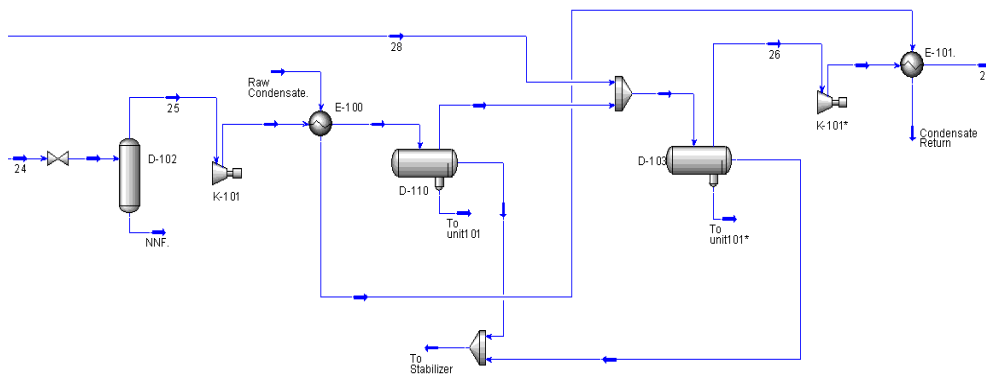 28
26
E-101.
Raw
Condensate.
25
E-100
2
K-101*
D-102
24
Condensate
Return
D-110
D-103
K-101
To
unit101
To
unit101*
NNF.
To
Stabilizer